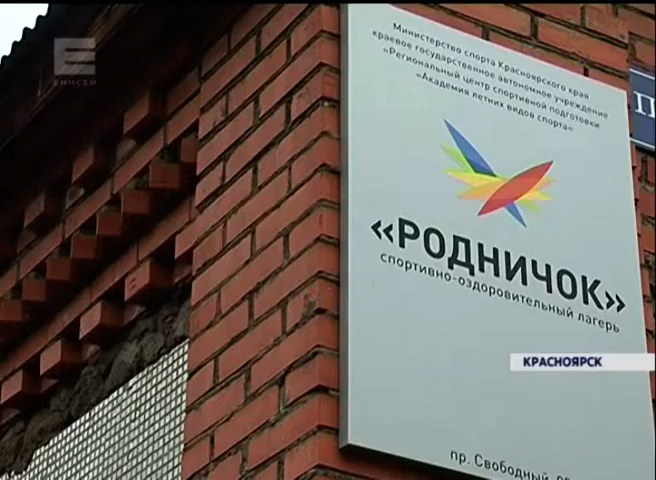 Е
ЕНИСЕЙ
Министерство спорта Красноярского края
краевое государственное автономное учреждение
«Региональный центр спортивной подготовки
«Академия летних видов спорта»
«РОДНИЧОК»
спортивно-оздоровительный лагерь
КРАСНОЯРСК
пр. Свободный,